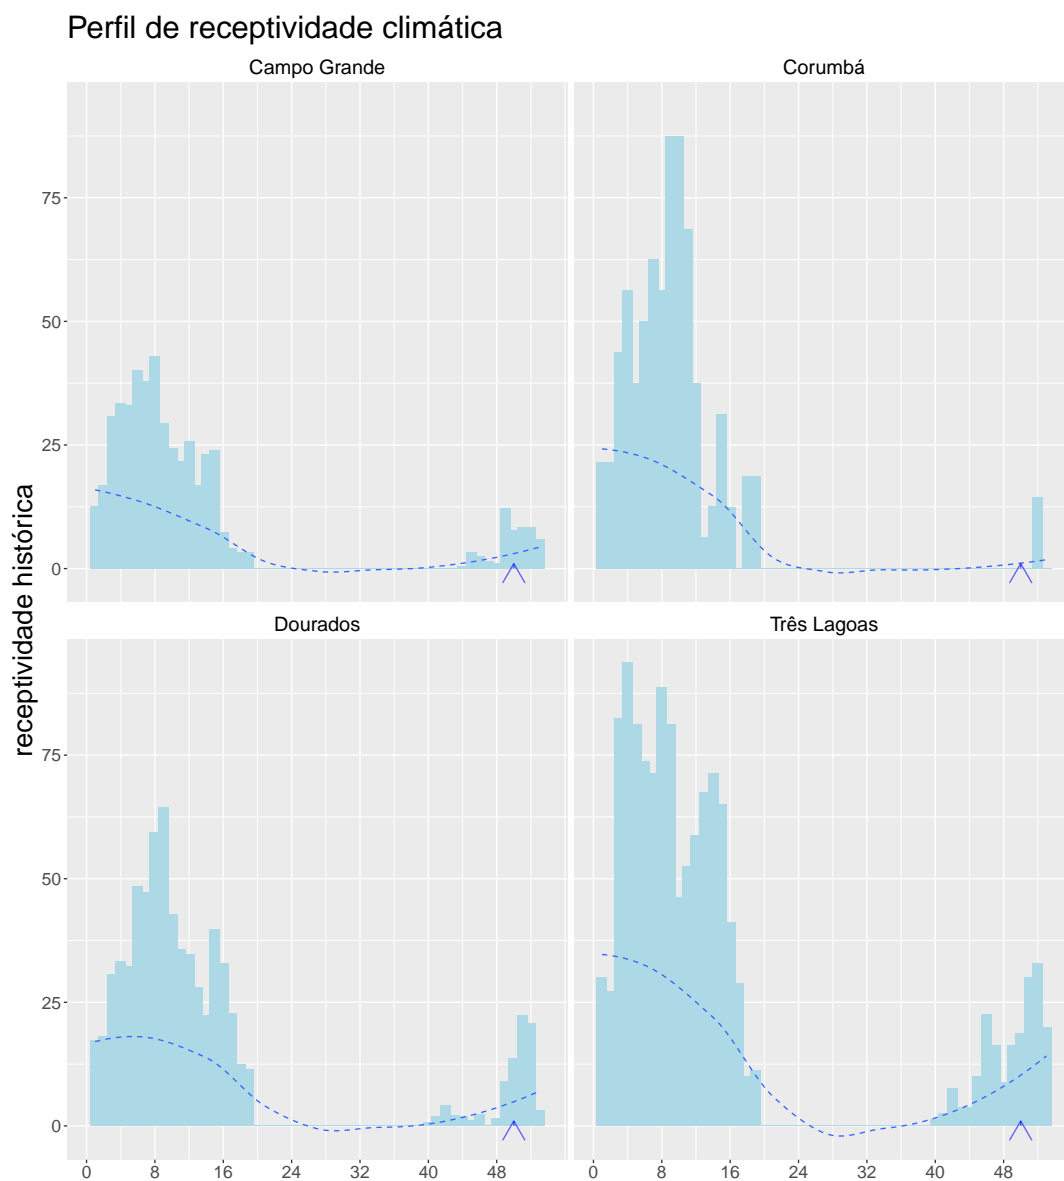 Perfil de receptividade climática
Campo Grande
Corumbá
75
50
25
0
receptividade histórica
Dourados
Três Lagoas
75
50
25
0
0 8 16 24 32 40 48
0 8 16 24 32 40 48